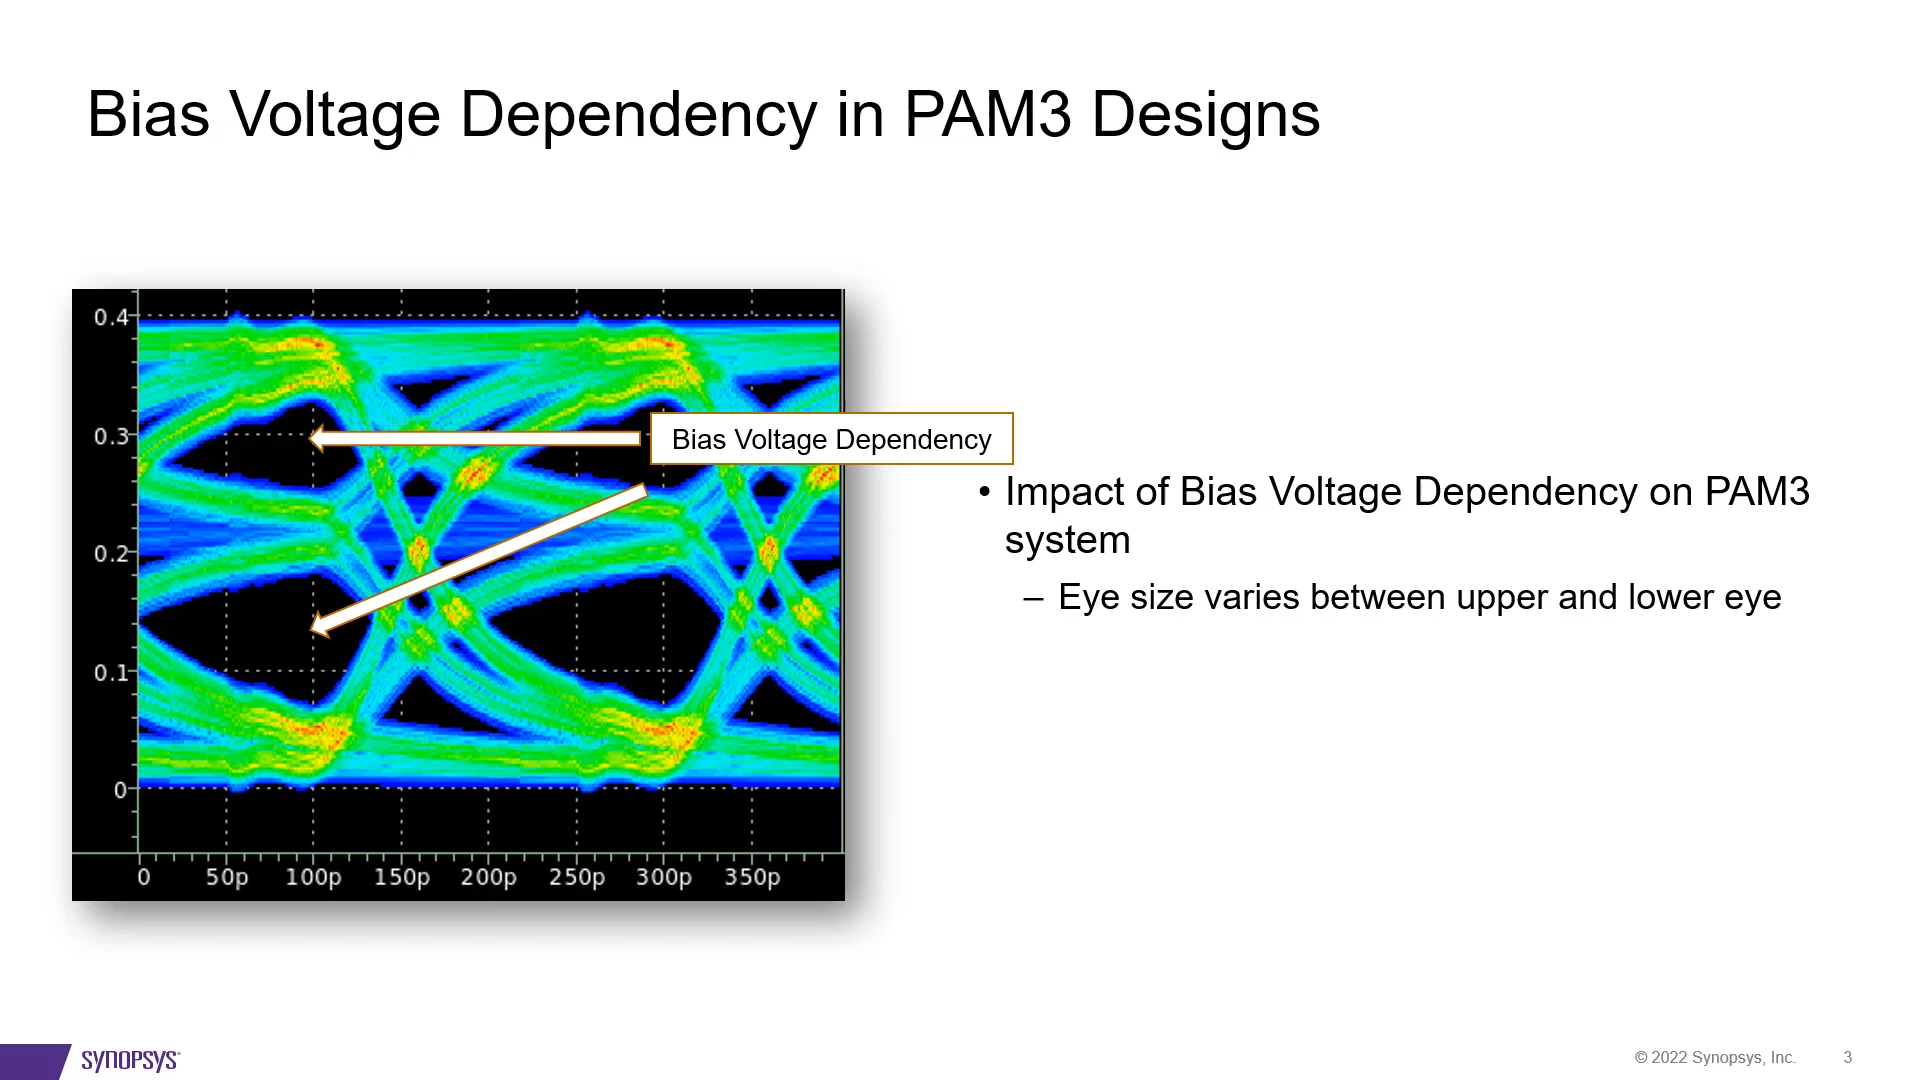 Bias Voltage Dependency in PAM3 Designs
0.4
0.3
0.2
0.1
0
0 50p 100p 150p 200p 250p 300p 350p
Bias Voltage Dependency
• Impact of Bias Voltage Dependency on PAM3
system
– Eye size varies between upper and lower eye
SYNOPSYS®
© 2022 Synopsys, Inc. 3